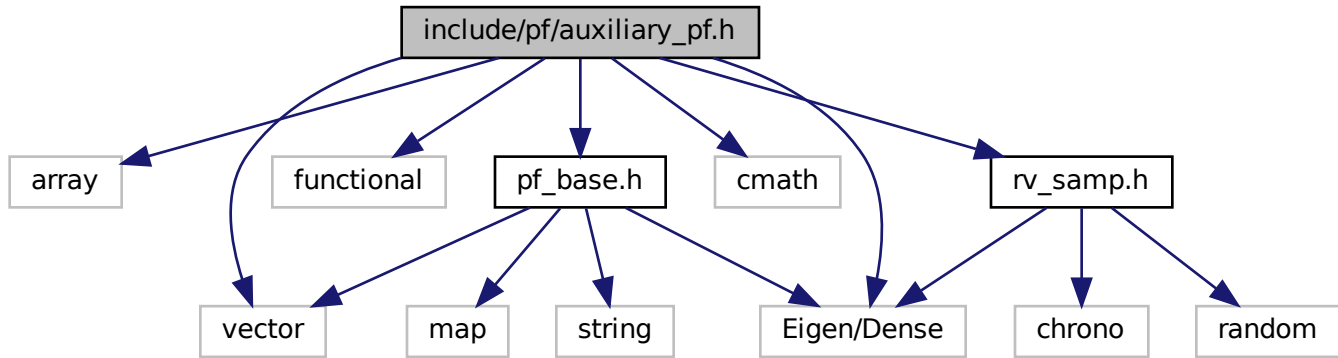 include/pf/auxiliary_pf.h
array
functional
pf_base.h
cmath
rv_samp.h
vector
map
string
Eigen/Dense
chrono
random